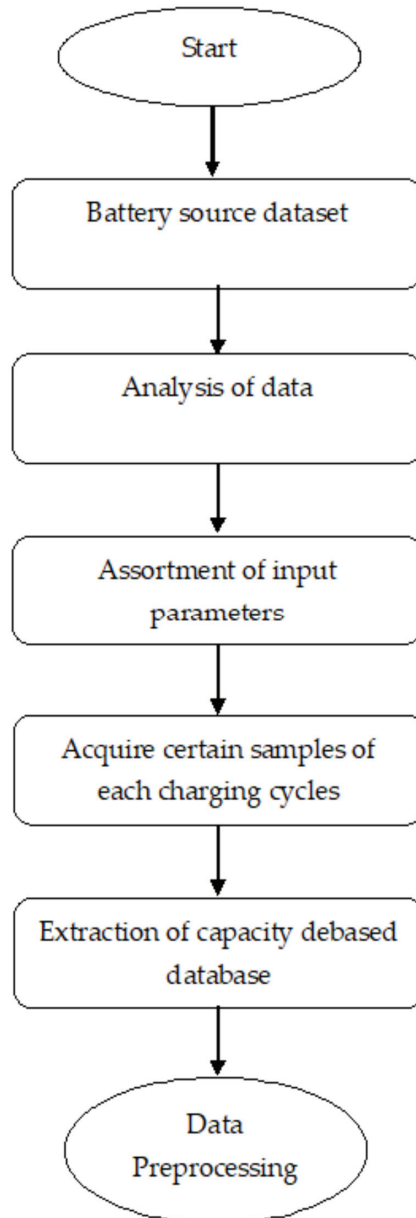 Start
Battery source dataset
Analysis of data
Assortment of input
parameters
Acquire certain samples of
each charging cycles
Extraction of capacity debased
database
Data
Preprocessing